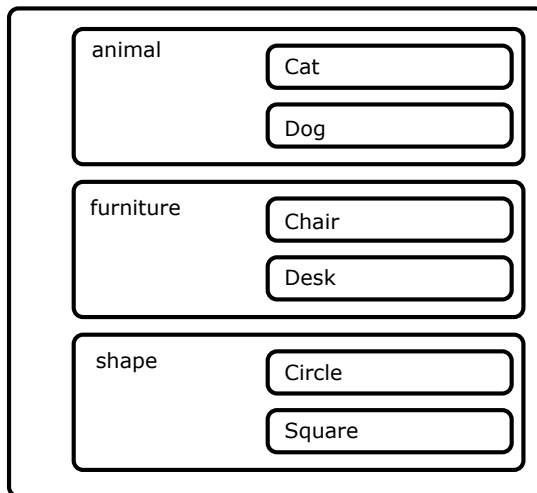 animal
Cat
Dog
furniture
Chair
Desk
shape
Circle
Square